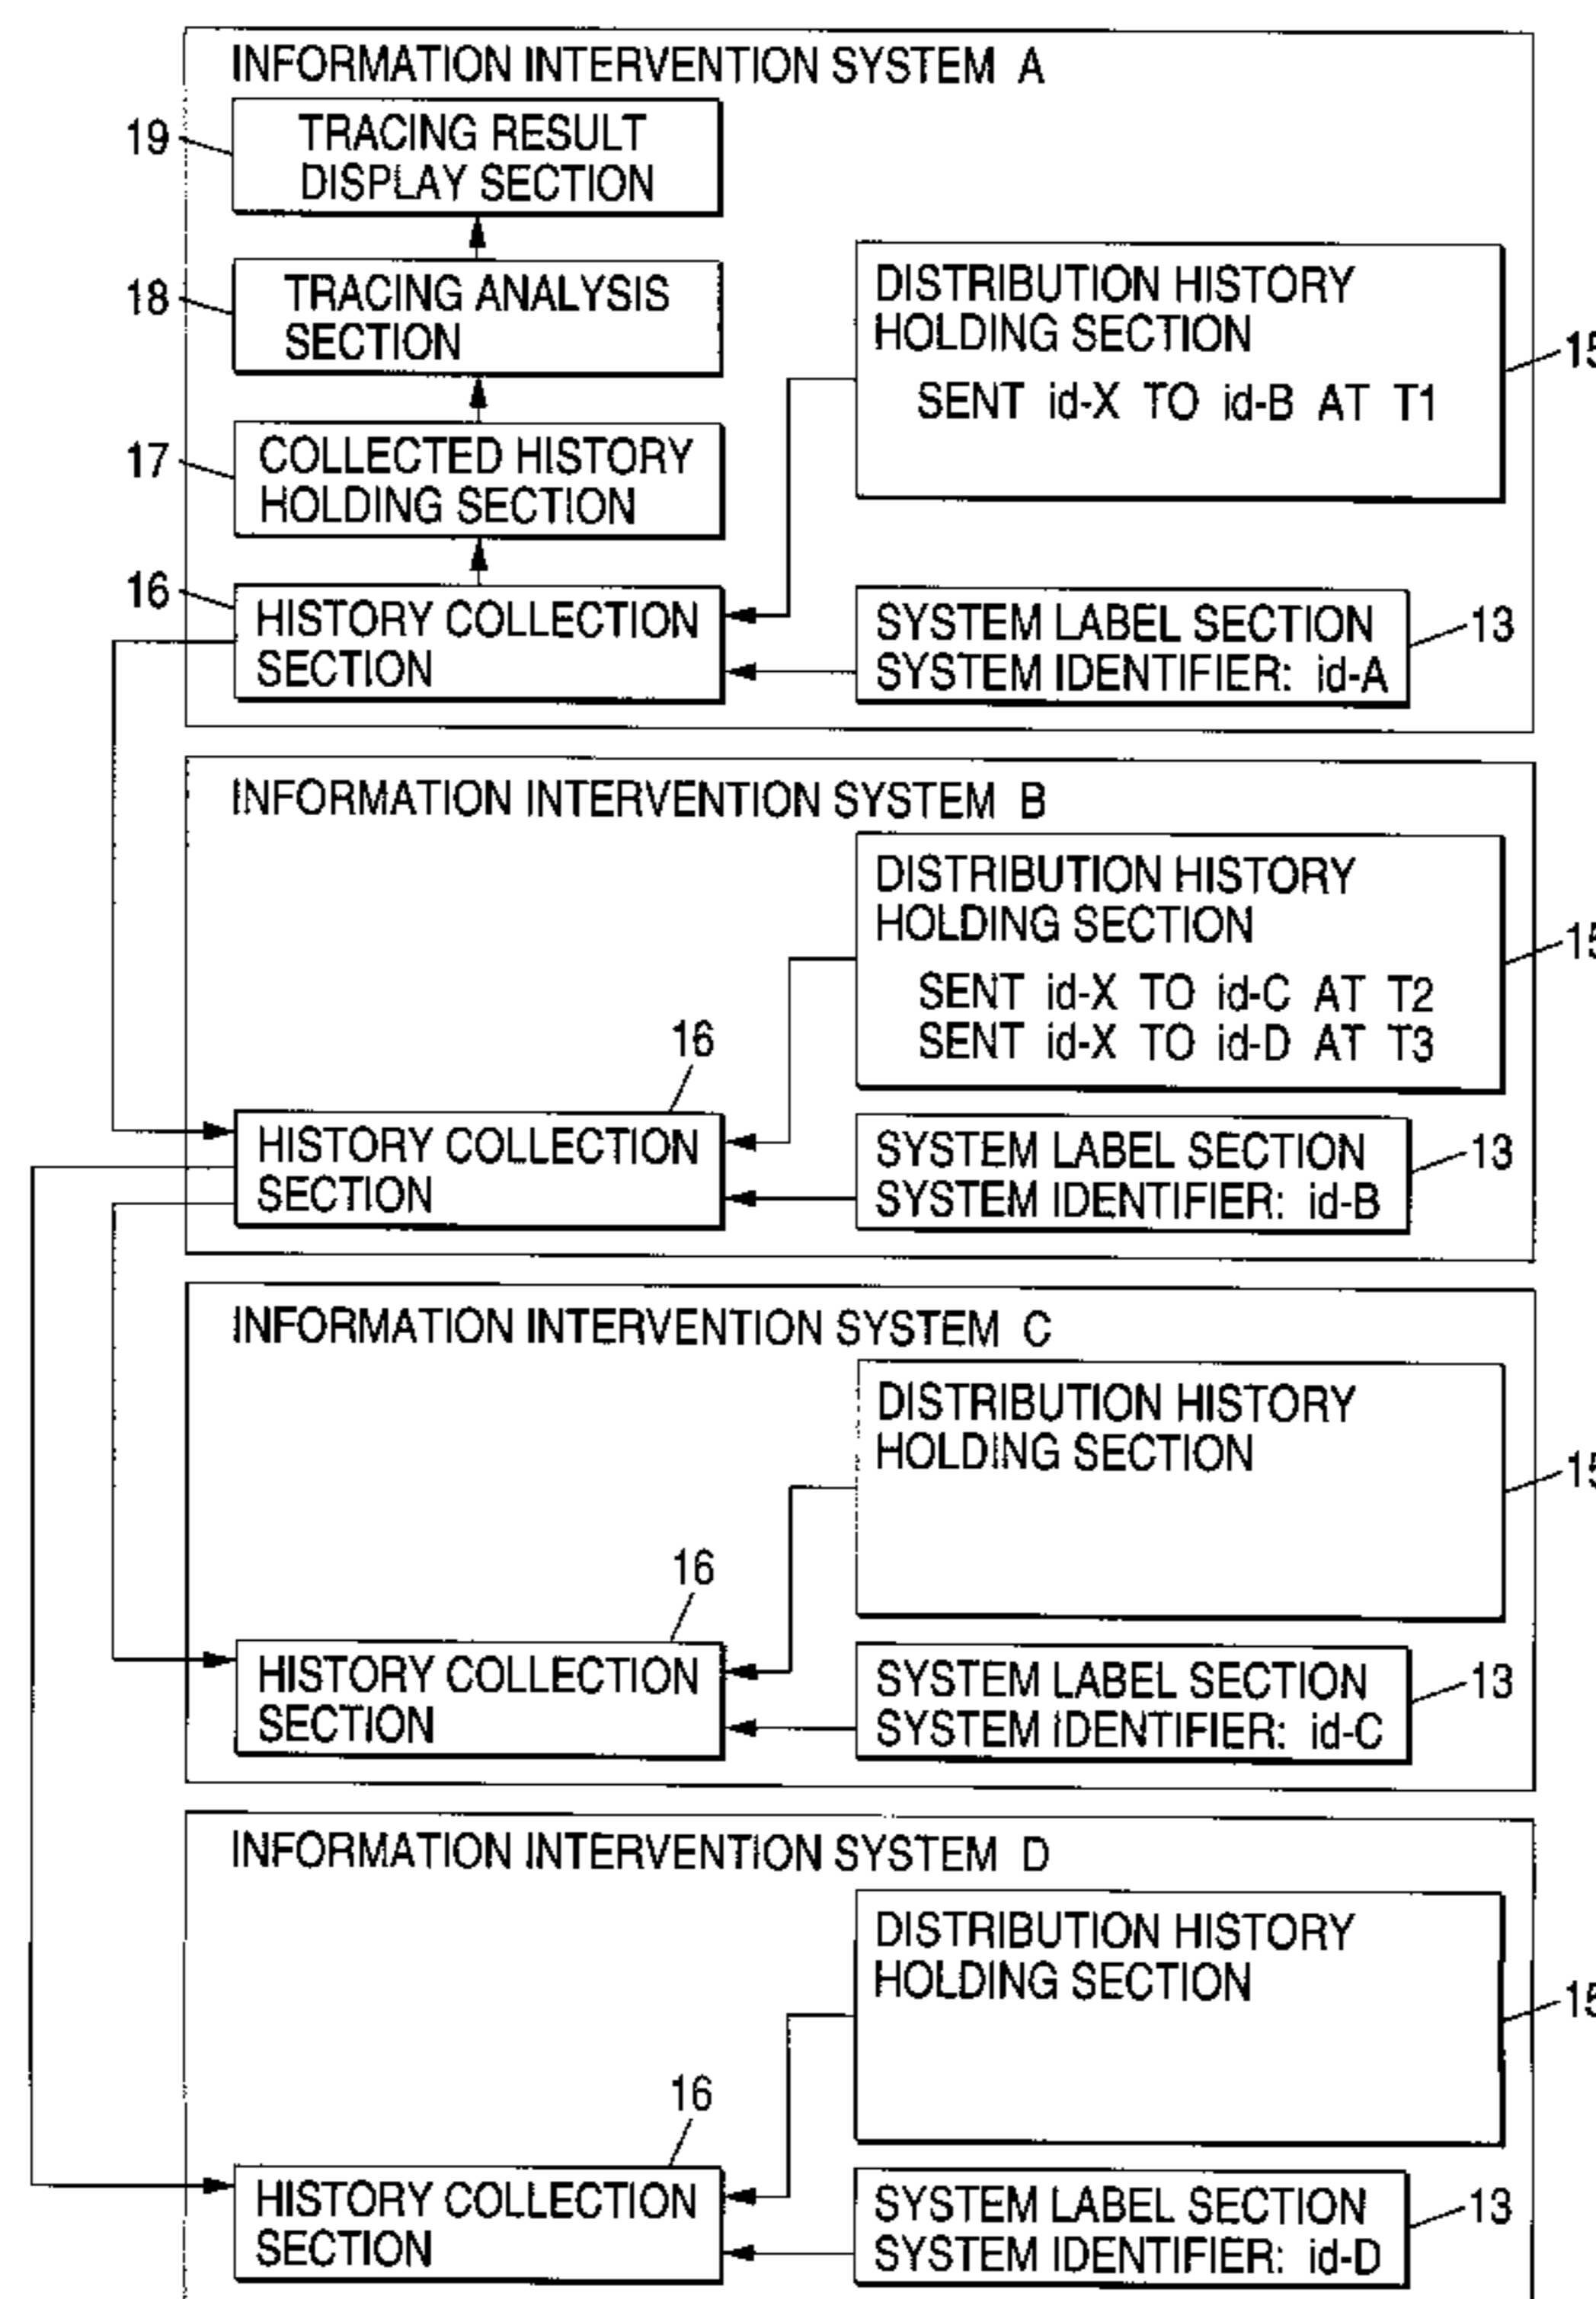 INFORMATION INTERVENTION SYSTEM A
19
TRACING RESULT
DISPLAY SECTION
18
TRACING ANALYSIS
SECTION
DISTRIBUTION HISTORY
HOLDING SECTION
SENT id-X TO id-B AT T1
15
17
COLLECTED HISTORY
HOLDING SECTION
16
HISTORY COLLECTION
SECTION
SYSTEM LABEL SECTION
SYSTEM IDENTIFIER: id-A
13
INFORMATION INTERVENTION SYSTEM B
DISTRIBUTION HISTORY
HOLDING SECTION
SENT id-X TO id-C AT T2
SENT id-X TO id-D AT T3
15
16
HISTORY COLLECTION
SECTION
SYSTEM LABEL SECTION
SYSTEM IDENTIFIER: id-B
13
INFORMATION INTERVENTION SYSTEM C
DISTRIBUTION HISTORY
HOLDING SECTION
15
16
HISTORY COLLECTION
SECTION
SYSTEM LABEL SECTION
SYSTEM IDENTIFIER: id-C
13
INFORMATION INTERVENTION SYSTEM D
DISTRIBUTION HISTORY
HOLDING SECTION
15
16
HISTORY COLLECTION
SECTION
SYSTEM LABEL SECTION
SYSTEM IDENTIFIER: id-D
13